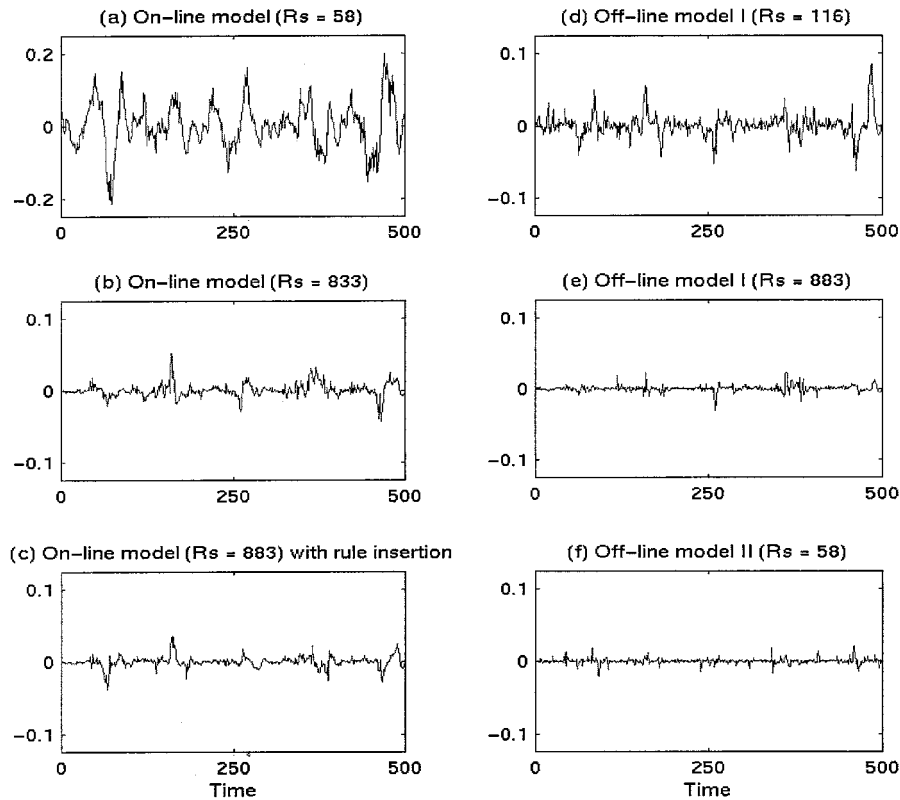 (a) On-line model (Rs = 58)
0.2
0
-0.2
0 250 500
(b) On-line model (Rs = 833)
0.1
0
-0.1
0 250 500
(c) On-line model (Rs = 883) with rule insertion
0.1
0
-0.1
0 250 500
Time
(d) Off-line model I (Rs = 116)
0.1
0
-0.1
0 250 500
(e) Off-line model I (Rs = 883)
0.1
0
-0.1
0 250 500
(f) Off-line model II (Rs = 58)
0.1
0
-0.1
0 250 500
Time